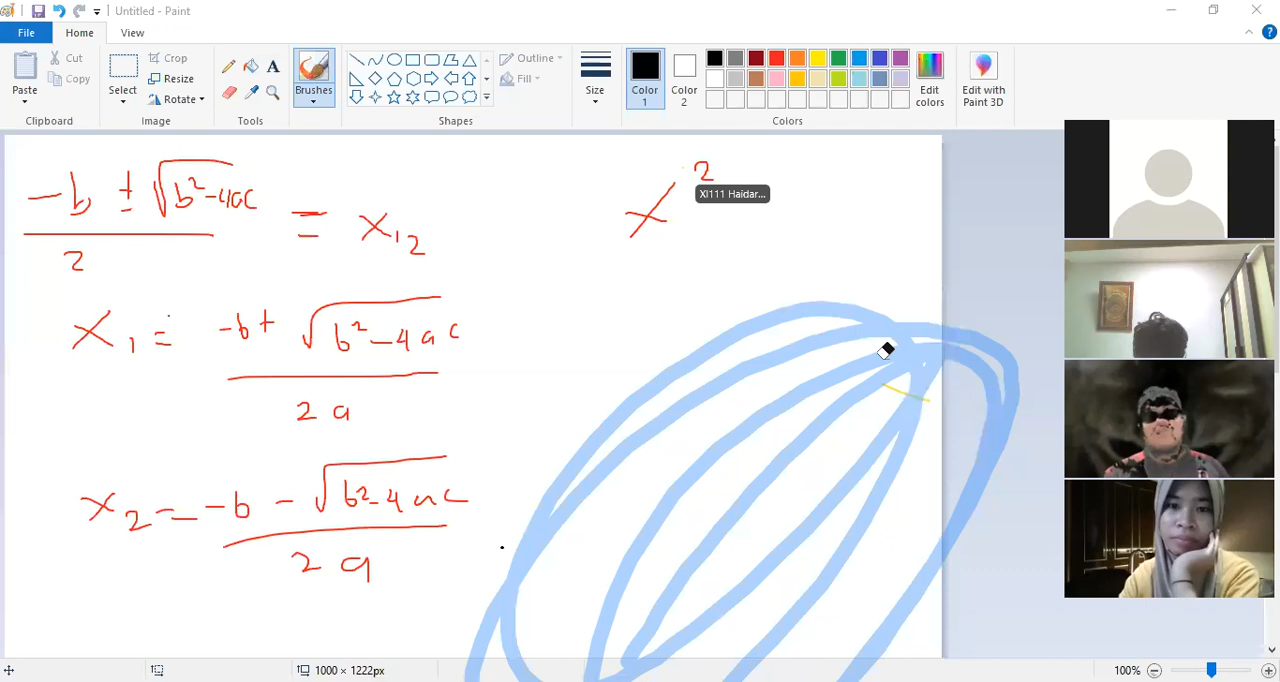 Untitled - Paint
File Home View
Paste
Cut
Copy
Clipboard
Select
Crop
Resize
Rotate
Image
A
Tools
Brushes
Shapes
Outline
Fill
Size
Color 1
Color 2
Colors
Edit colors
Edit with Paint 3D
?
-b ± √b²-4ac
2
= x₁₂
x²
XI111 Haidar...
x₁ = -b + √b²-4ac
2a
x₂ = -b - √b²-4ac
2a
1000 × 1222px
100%